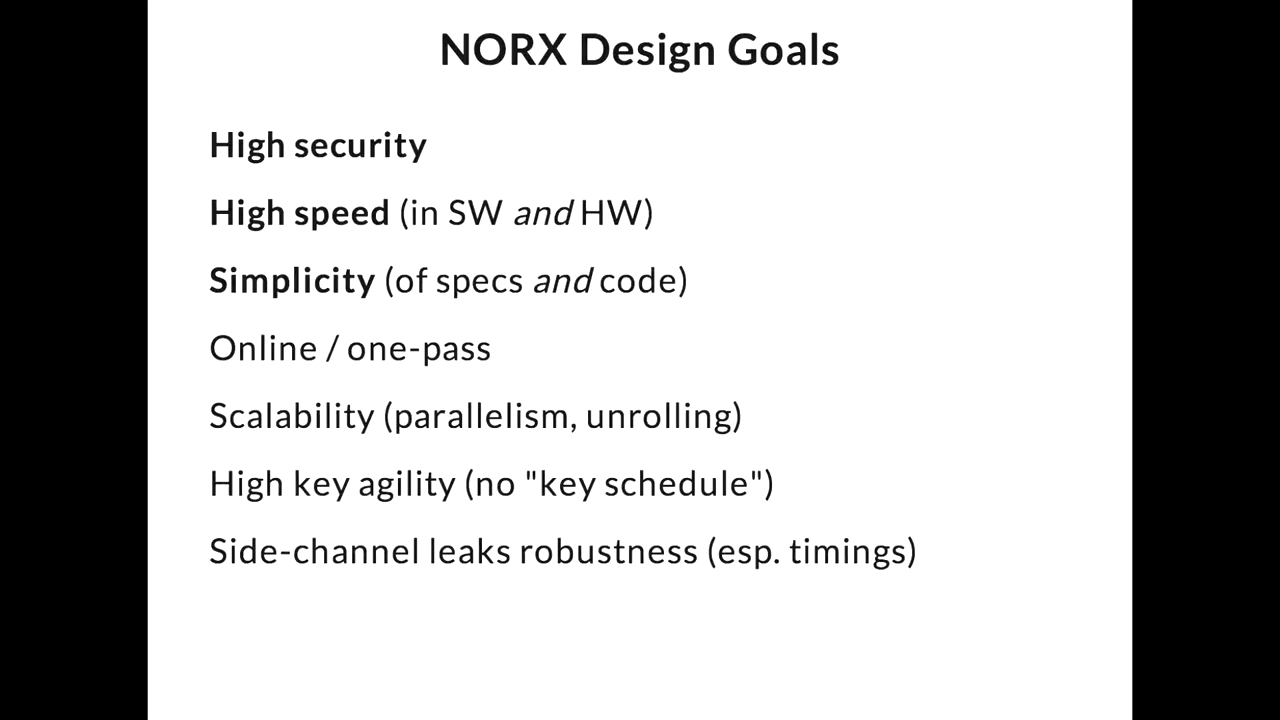 NORX Design Goals
High security
High speed (in SW and HW)
Simplicity (of specs and code)
Online / one-pass
Scalability (parallelism, unrolling)
High key agility (no "key schedule")
Side-channel leaks robustness (esp. timings)